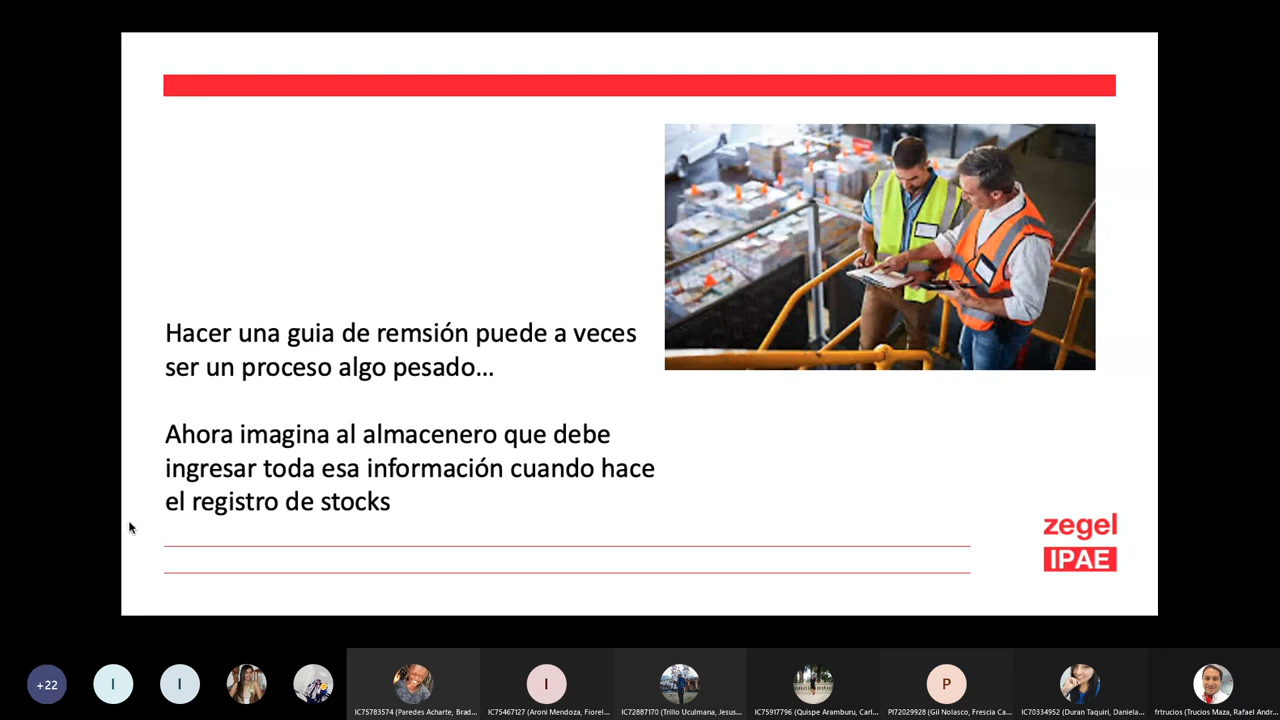 Hacer una guia de remsión puede a veces
ser un proceso algo pesado...
Ahora imagina al almacenero que debe
ingresar toda esa información cuando hace
el registro de stocks
zegel
IPAE
+22
I
I
I
P
IC75783574 (Paredes Acharte, Brad...
IC75467127 (Aroni Mendoza, Fiorel...
IC72887170 (Trillo Uculmana, Jesus...
IC75917796 (Quispe Aramburu, Carl...
PI72029928 (Gil Nolasco, Frescia Ca...
IC70334952 (Duran Taquiri, Daniela...
frtrucios (Trucios Maza, Rafael Andr...